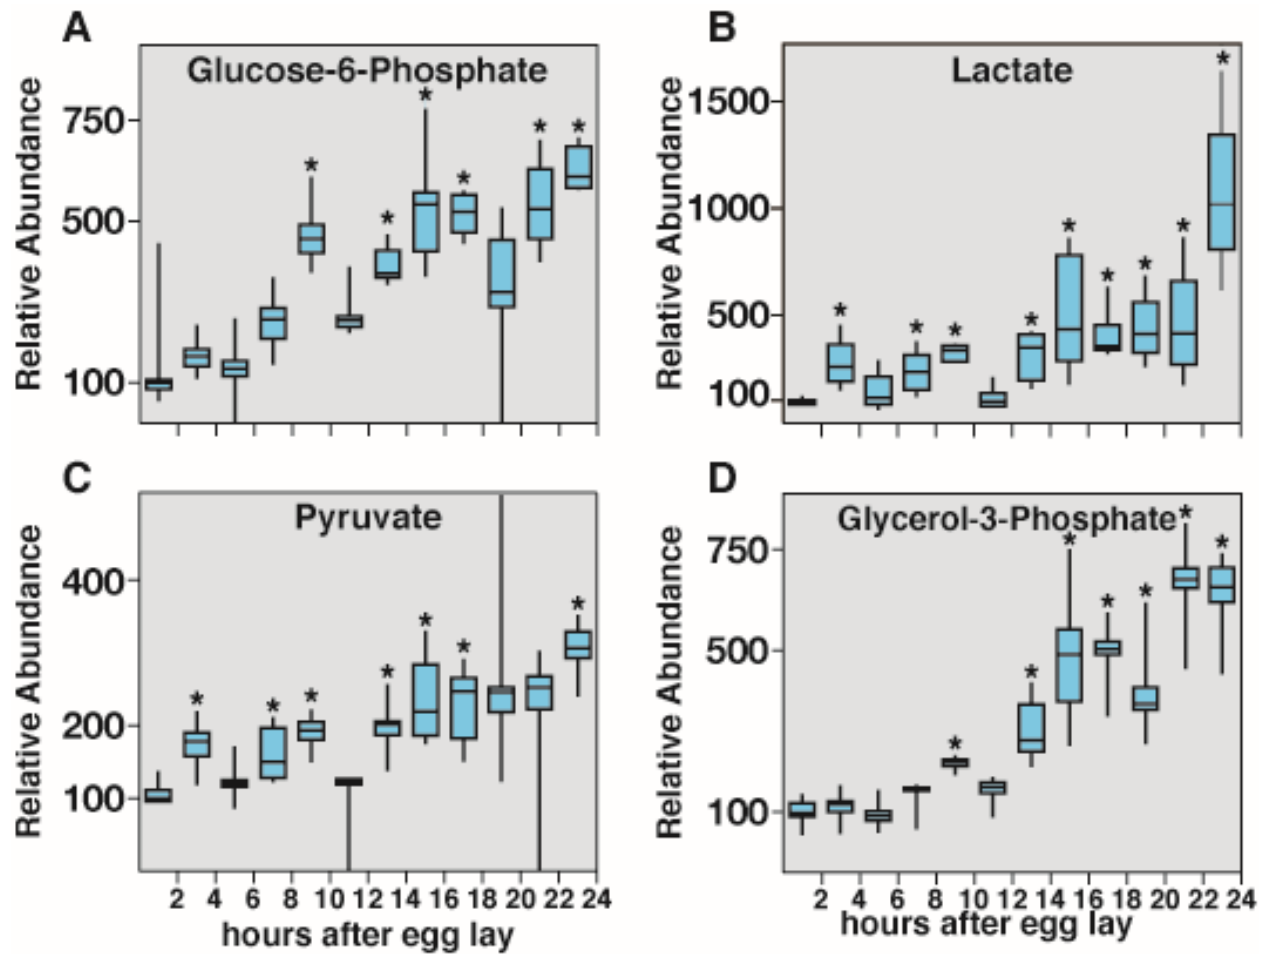 A
B
Glucose-6-Phosphate
Lactate
Relative Abundance
750
500
100
*
*
*
*
*
*
*
Relative Abundance
1500
1000
500
100
*
*
*
*
*
*
*
*
*
C
D
Pyruvate
Glycerol-3-Phosphate
Relative Abundance
400
200
100
*
*
*
*
*
*
*
Relative Abundance
750
500
100
*
*
*
*
*
*
*
2 4 6 8 10 12 14 16 18 20 22 24
2 4 6 8 10 12 14 16 18 20 22 24
hours after egg lay
hours after egg lay